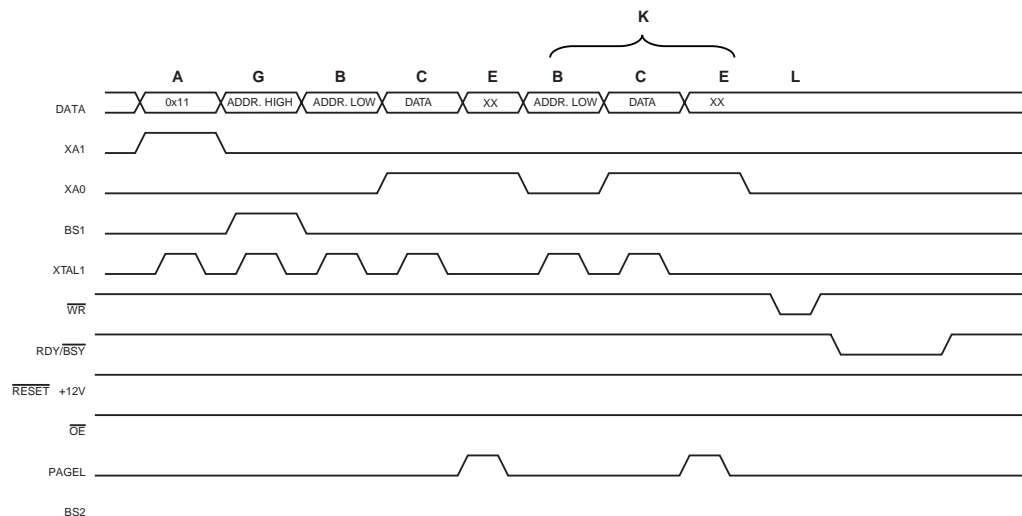 K
A G B C E B C E L
DATA 0x11 ADDR. HIGH ADDR. LOW DATA XX ADDR. LOW DATA XX
XA1
XA0
BS1
XTAL1
WR
RDY/BSY
RESET +12V
OE
PAGEL
BS2